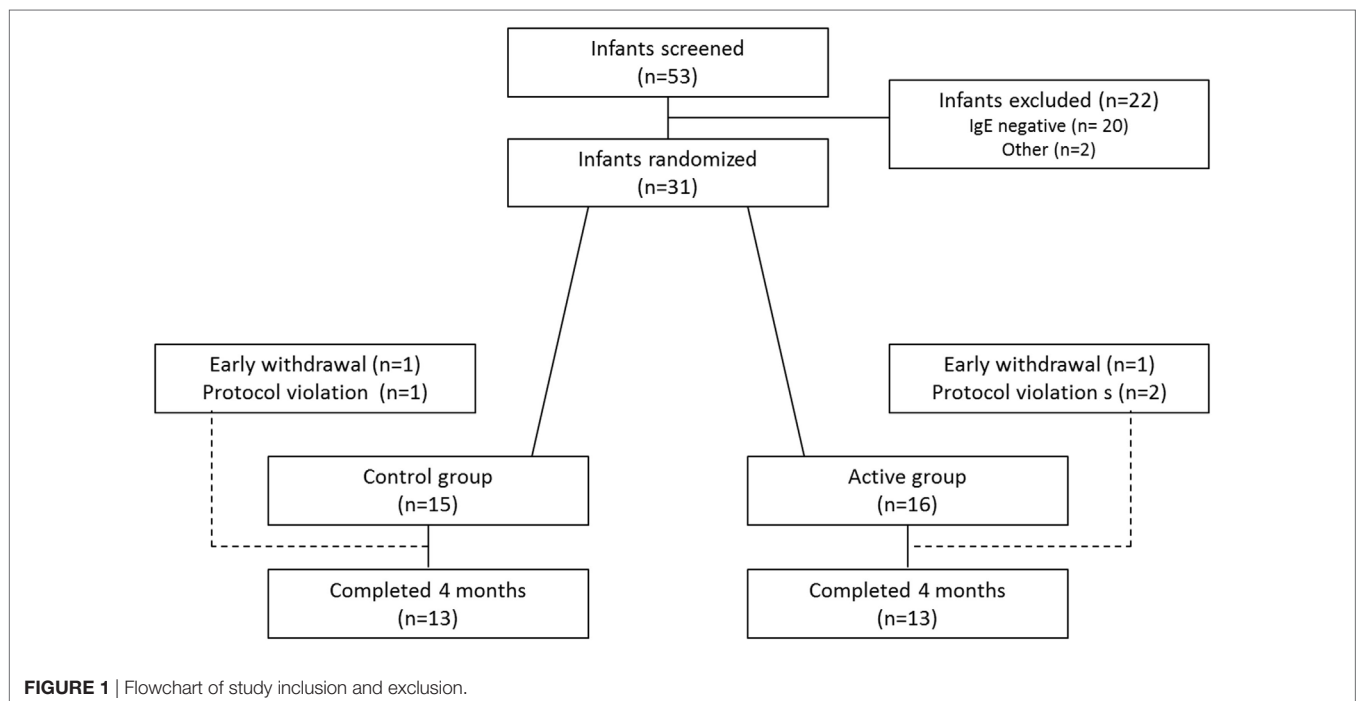 Infants screened
(n=53)
Infants excluded (n=22)
IgE negative (n= 20)
Other (n=2)
Infants randomized
(n=31)
Early withdrawal (n=1)
Protocol violation (n=1)
Early withdrawal (n=1)
Protocol violation s (n=2)
Control group
(n=15)
Active group
(n=16)
Completed 4 months
(n=13)
Completed 4 months
(n=13)
FIGURE 1 | Flowchart of study inclusion and exclusion.